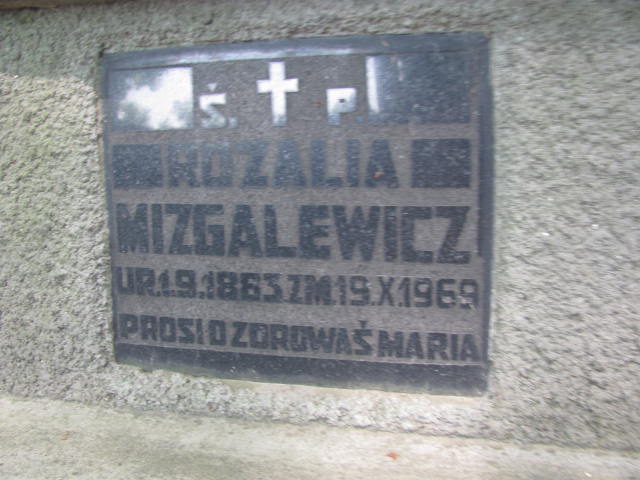 Ś. P.
ROZALIA
MIZGALEWICZ
UR.1.9.1863.ZM.19.X.1969
PROSI O ZDROWAŚ MARIA